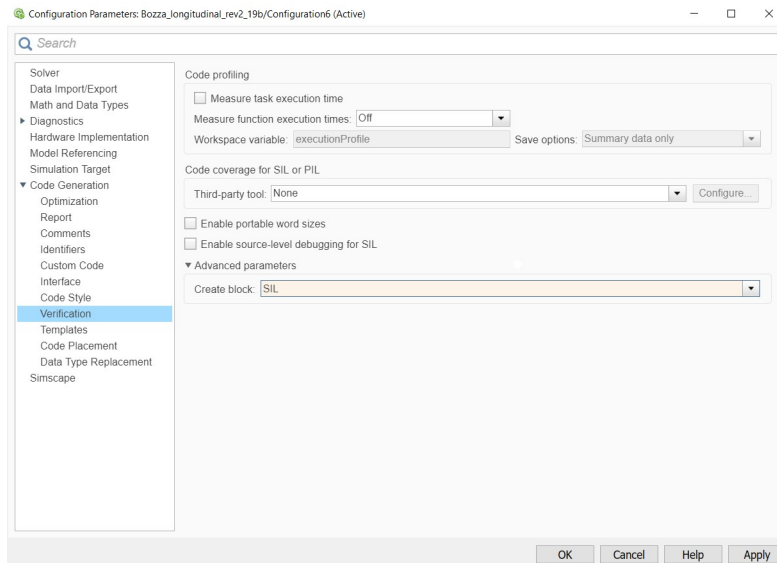 Configuration Parameters: Bozza_longitudinal_rev2_19b/Configuration6 (Active)
Search
Solver
Data Import/Export
Math and Data Types
Diagnostics
Hardware Implementation
Model Referencing
Simulation Target
Code Generation
Optimization
Report
Comments
Identifiers
Custom Code
Interface
Code Style
Verification
Templates
Code Placement
Data Type Replacement
Simscape
Code profiling
Measure task execution time
Measure function execution times: Off
Workspace variable: executionProfile Save options: Summary data only
Code coverage for SIL or PIL
Third-party tool: None Configure...
Enable portable word sizes
Enable source-level debugging for SIL
Advanced parameters
Create block: SIL
OK Cancel Help Apply